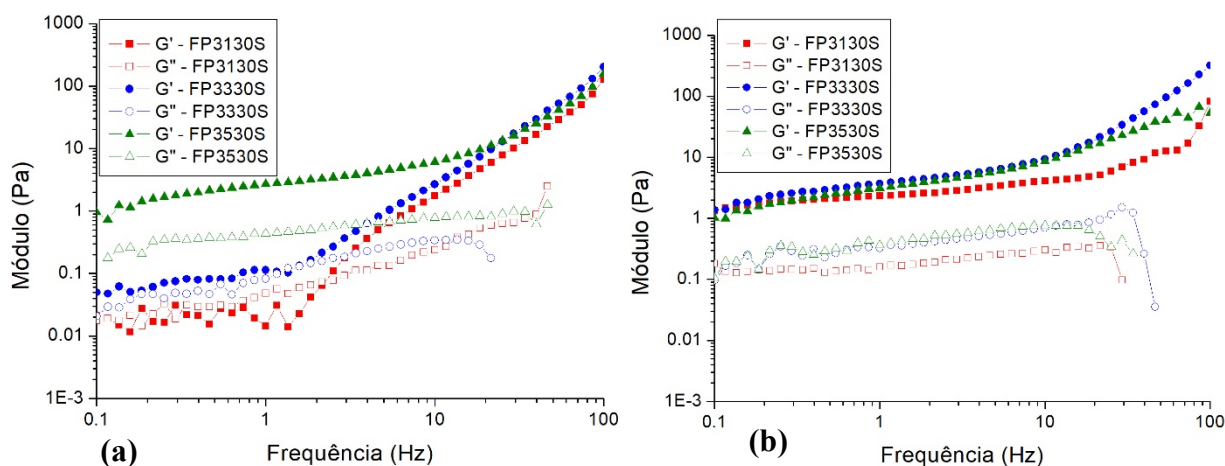 1000
100
10
1
0.1
0.01
1E-3
Módulo (Pa)
G' - FP3130S
G" - FP3130S
G' - FP3330S
G" - FP3330S
G' - FP3530S
G" - FP3530S
0.1
1
10
100
Frequência (Hz)
(a)
1000
100
10
1
0.1
0.01
1E-3
Módulo (Pa)
G' - FP3130S
G" - FP3130S
G' - FP3330S
G" - FP3330S
G' - FP3530S
G" - FP3530S
0.1
1
10
100
Frequência (Hz)
(b)